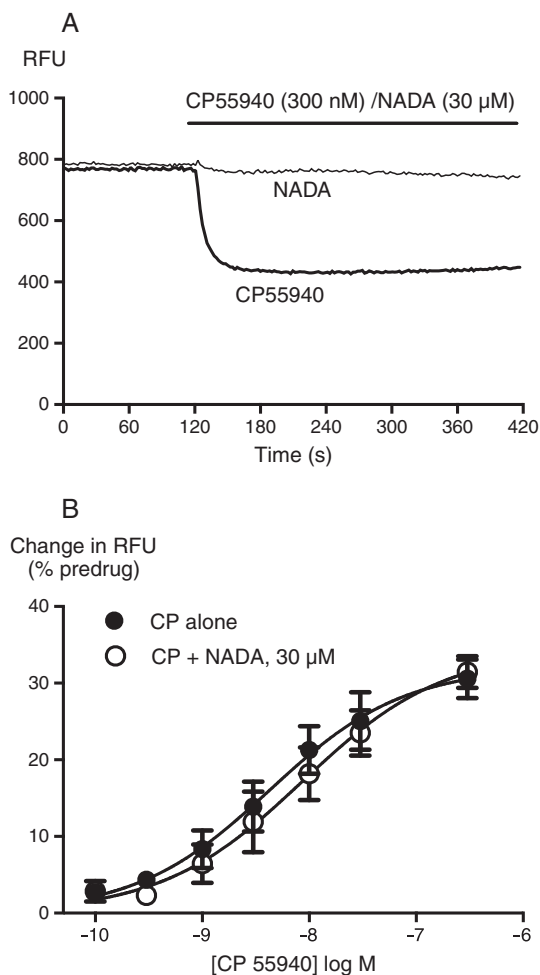 A
RFU
CP55940 (300 nM) /NADA (30 µM)
1000
800
600
400
200
0
NADA
CP55940
0 60 120 180 240 300 360 420
Time (s)
B
Change in RFU
(% predrug)
40
30
20
10
0
CP alone
CP + NADA, 30 µM
−10 −9 −8 −7 −6
[CP 55940] log M